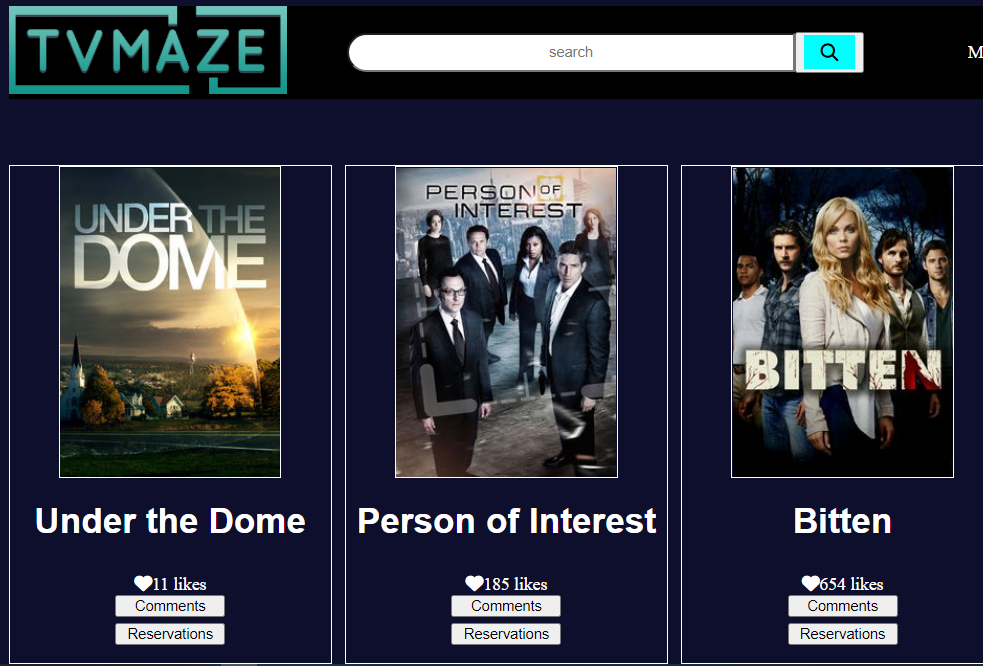 TVMAZE
search
M
UNDER THE
DOME
PERSON OF
INTEREST
BITTEN
Under the Dome
Person of Interest
Bitten
11 likes
185 likes
654 likes
Comments
Comments
Comments
Reservations
Reservations
Reservations